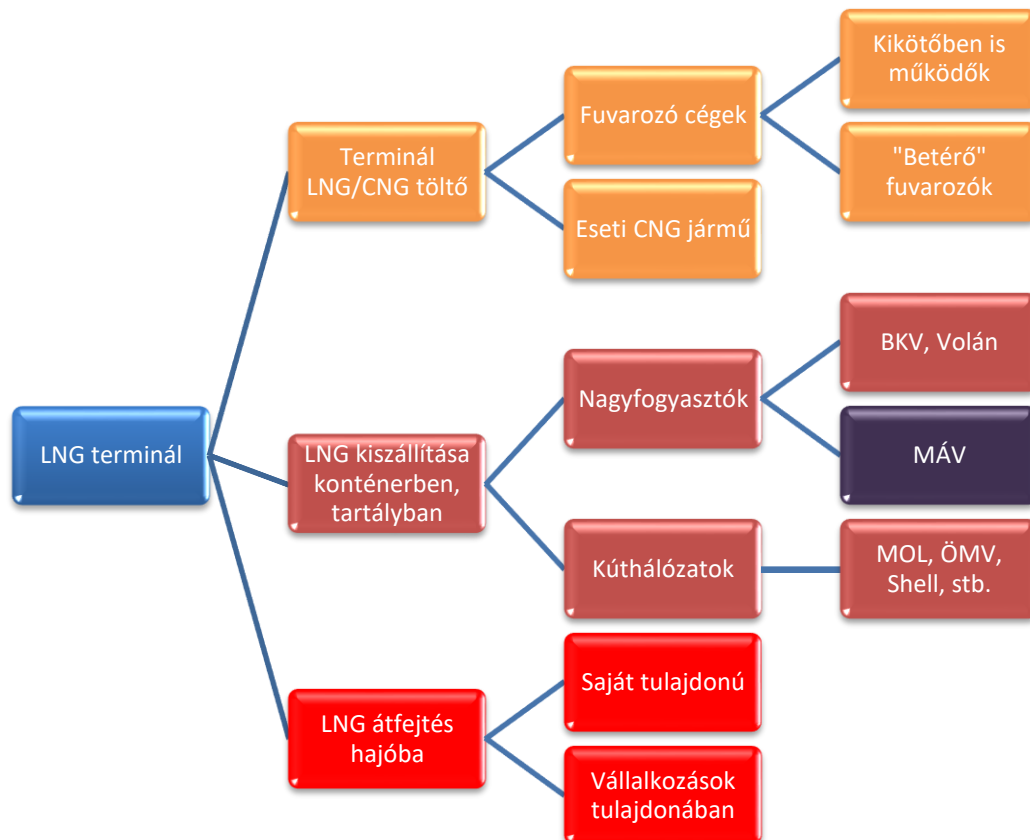 LNG terminál
Terminál
LNG/CNG töltő
Fuvarozó cégek
Kikötőben is
működők
"Betérő"
fuvarozók
Eseti CNG jármű
LNG kiszállítása
konténerben,
tartályban
Nagyfogyasztók
BKV, Volán
MÁV
Kúthálózatok
MOL, ÖMV,
Shell, stb.
LNG átfejtés
hajóba
Saját tulajdonú
Vállalkozások
tulajdonában